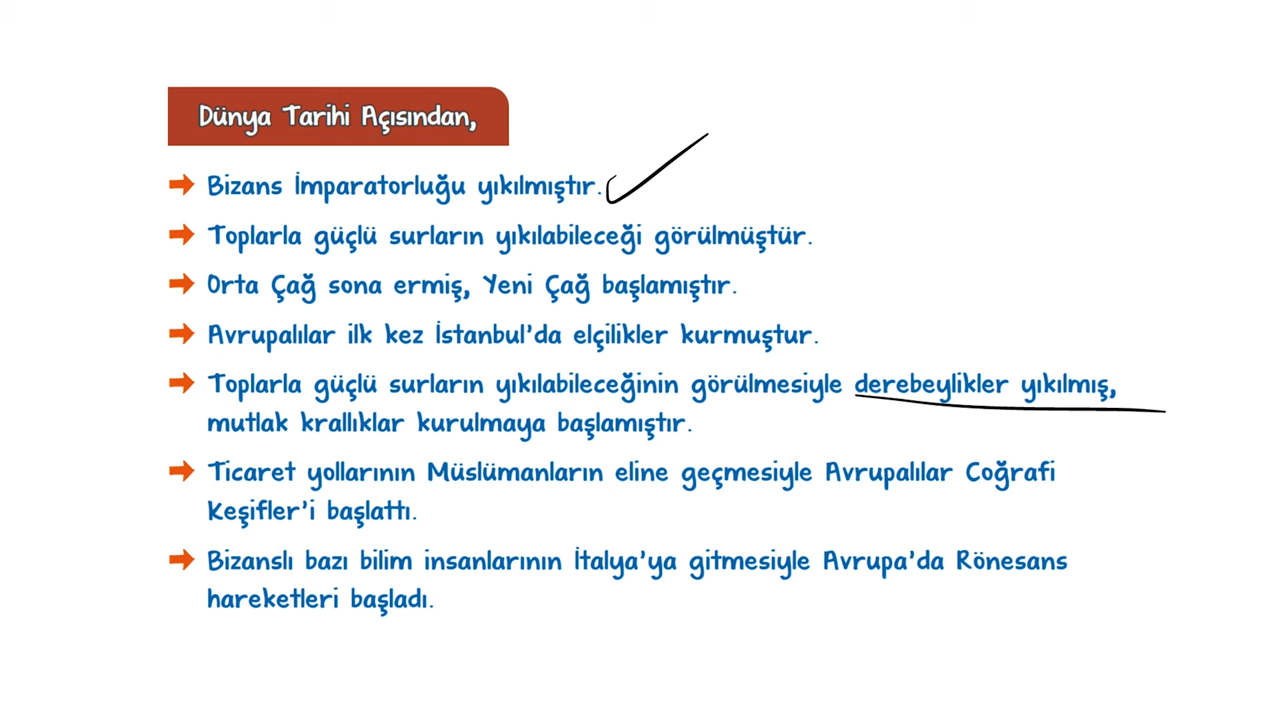 Dünya Tarihi Açısından,
Bizans İmparatorluğu yıkılmıştır.
Toplarla güçlü surların yıkılabileceği görülmüştür.
Orta Çağ sona ermiş, Yeni Çağ başlamıştır.
Avrupalılar ilk kez İstanbul'da elçilikler kurmuştur.
Toplarla güçlü surların yıkılabileceğinin görülmesiyle derebeylikler yıkılmış,
mutlak krallıklar kurulmaya başlamıştır.
Ticaret yollarının Müslümanların eline geçmesiyle Avrupalılar Coğrafi
Keşifler'i başlattı.
Bizanslı bazı bilim insanlarının İtalya'ya gitmesiyle Avrupa'da Rönesans
hareketleri başladı.